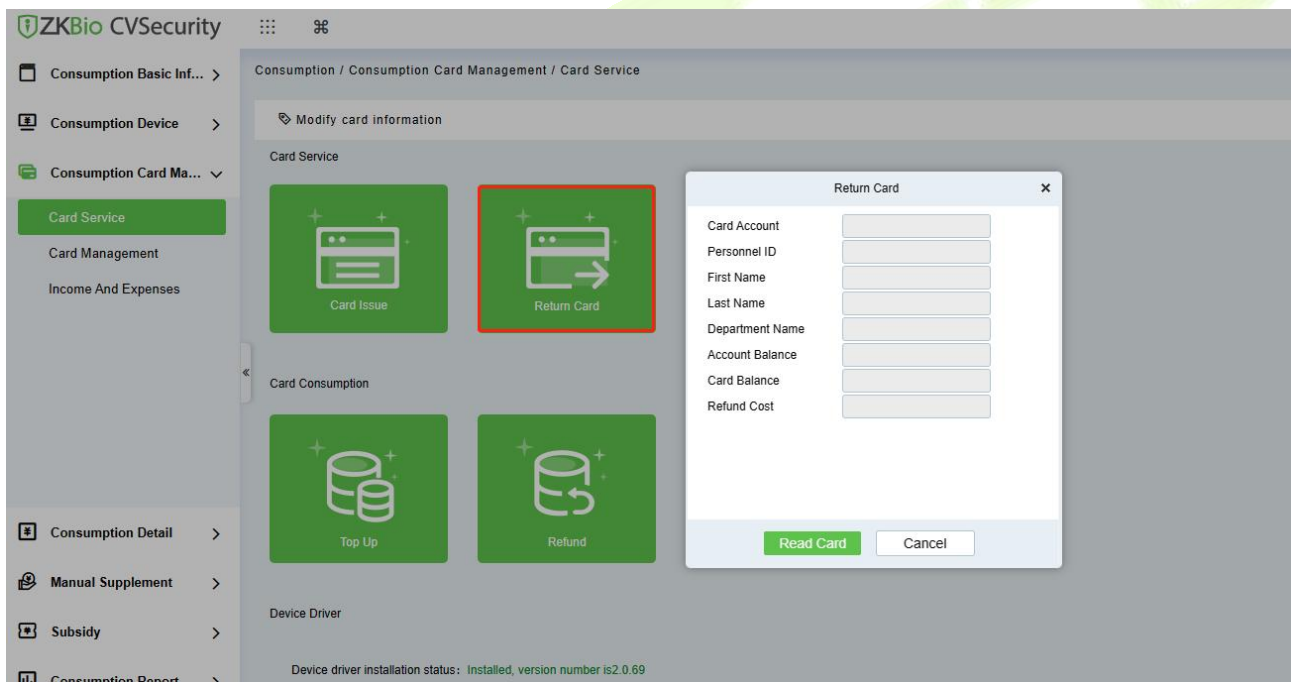 ZKBio CVSecurity
Consumption Basic Inf...
Consumption Device
Consumption Card Ma...
Card Service
Card Management
Income And Expenses
Consumption Detail
Manual Supplement
Subsidy
Consumption Report
Consumption / Consumption Card Management / Card Service
Modify card information
Card Service
Card Issue
Return Card
Card Consumption
Top Up
Refund
Device Driver
Device driver installation status: Installed, version number is2.0.69
Return Card
Card Account
Personnel ID
First Name
Last Name
Department Name
Account Balance
Card Balance
Refund Cost
Read Card
Cancel